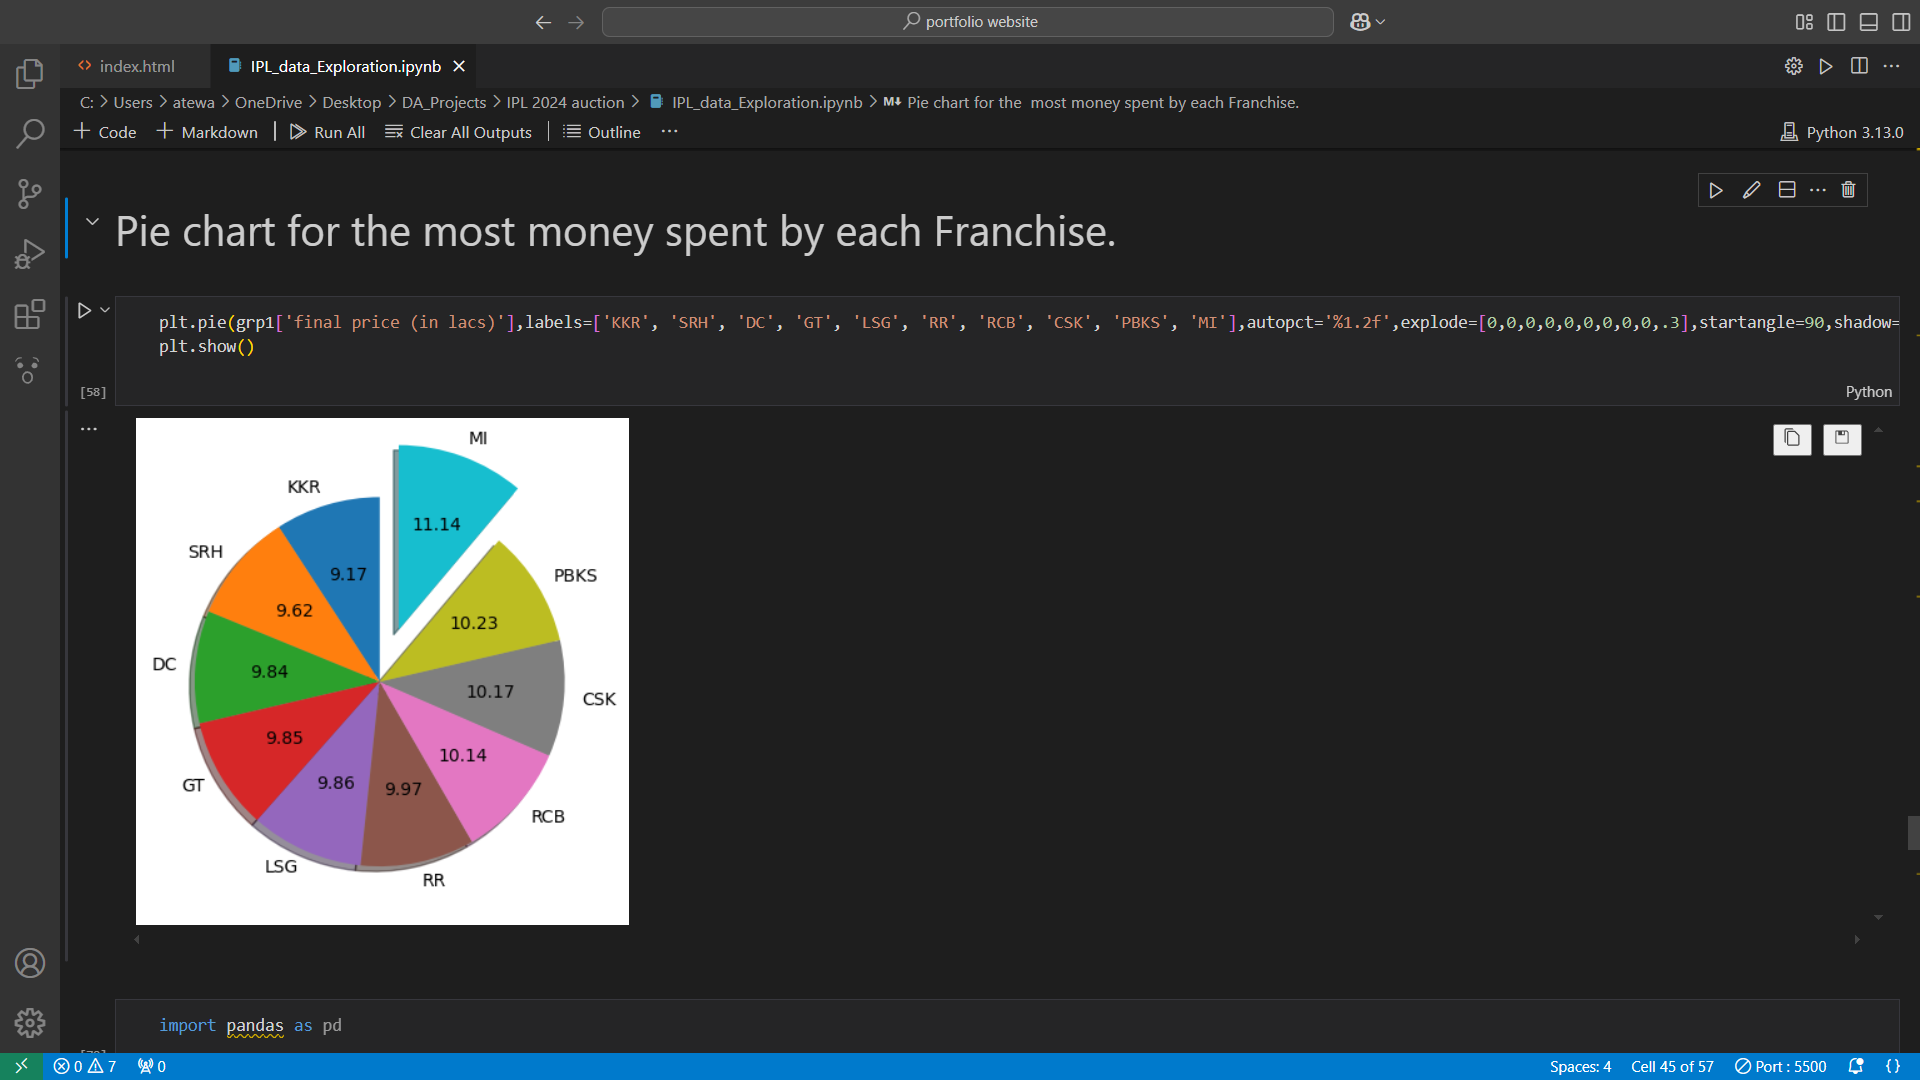 portfolio website
index.html
IPL_data_Exploration.ipynb
C: > Users > atewa > OneDrive > Desktop > DA_Projects > IPL 2024 auction > IPL_data_Exploration.ipynb > M↓ Pie chart for the most money spent by each Franchise.
+ Code + Markdown | Run All Clear All Outputs | Outline ...
Python 3.13.0
Pie chart for the most money spent by each Franchise.
plt.pie(grp1['final price (in lacs)'],labels=['KKR', 'SRH', 'DC', 'GT', 'LSG', 'RR', 'RCB', 'CSK', 'PBKS', 'MI'],autopct='%1.2f',explode=[0,0,0,0,0,0,0,0,0,.3],startangle=90,shadow=
plt.show()
[58]
Python
MI
KKR
11.14
SRH
PBKS
9.17
9.62
10.23
DC
9.84
10.17
CSK
9.85
10.14
GT
9.86
9.97
RCB
LSG
RR
import pandas as pd
0 7 0
Spaces: 4 Cell 45 of 57 Port : 5500